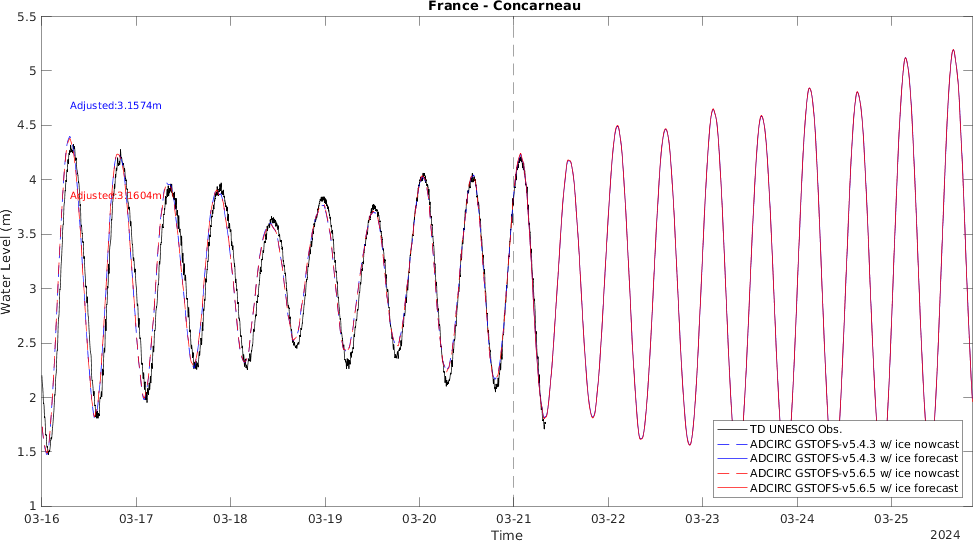 France - Concarneau
5.5
5
4.5
4
3.5
3
2.5
2
1.5
1
Water Level (m)
Adjusted:3.1574m
Adjusted:3.1604m
TD UNESCO Obs.
ADCIRC GSTOFS-v5.4.3 w/ ice nowcast
ADCIRC GSTOFS-v5.4.3 w/ ice forecast
ADCIRC GSTOFS-v5.6.5 w/ ice nowcast
ADCIRC GSTOFS-v5.6.5 w/ ice forecast
03-16 03-17 03-18 03-19 03-20 03-21 03-22 03-23 03-24 03-25
Time
2024